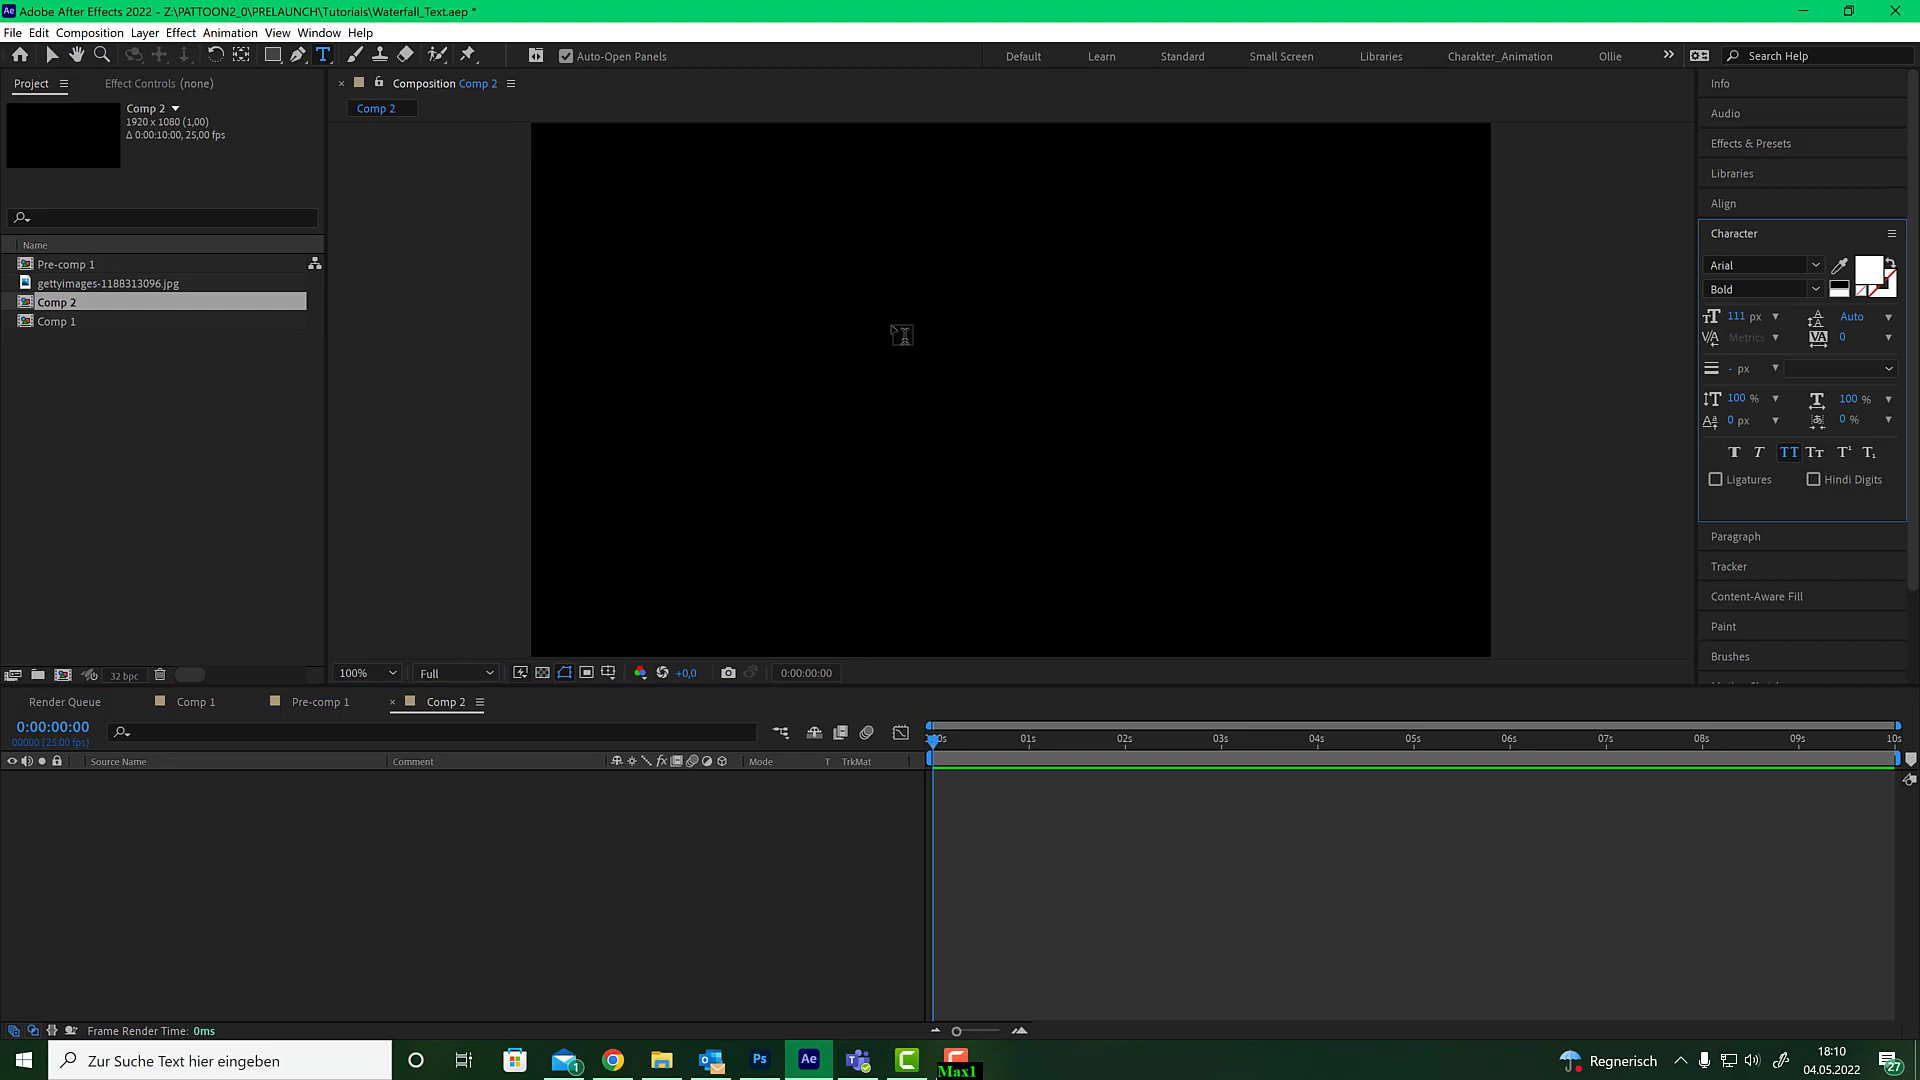 Adobe After Effects 2022 - Z:\PATTOON2_0\PRELAUNCH\Tutorials\Waterfall_Text.aep *
File Edit Composition Layer Effect Animation View Window Help
Auto-Open Panels Default Learn Standard Small Screen Libraries Charakter_Animation Ollie Search Help
Project Effect Controls (none)
Composition Comp 2
Comp 2
Comp 2
1920 x 1080 (1,00)
Δ 0:00:10:00, 25,00 fps
Name
Pre-comp 1
gettyimages-1188313096.jpg
Comp 2
Comp 1
32 bpc
100% Full +0,0 0:00:00:00
Info
Audio
Effects & Presets
Libraries
Align
Character
Arial
Bold
111 px Auto
Metrics 0
- px
100 % 100 %
0 px 0 %
Ligatures Hindi Digits
Paragraph
Tracker
Content-Aware Fill
Paint
Brushes
Render Queue Comp 1 Pre-comp 1 Comp 2
0:00:00:00
00000 (25.00 fps)
Source Name Comment Mode T TrkMat
01s 02s 03s 04s 05s 06s 07s 08s 09s 10s
Frame Render Time: 0ms
Zur Suche Text hier eingeben
1
Ps
Ae
Max1
Regnerisch
18:10
04.05.2022
27